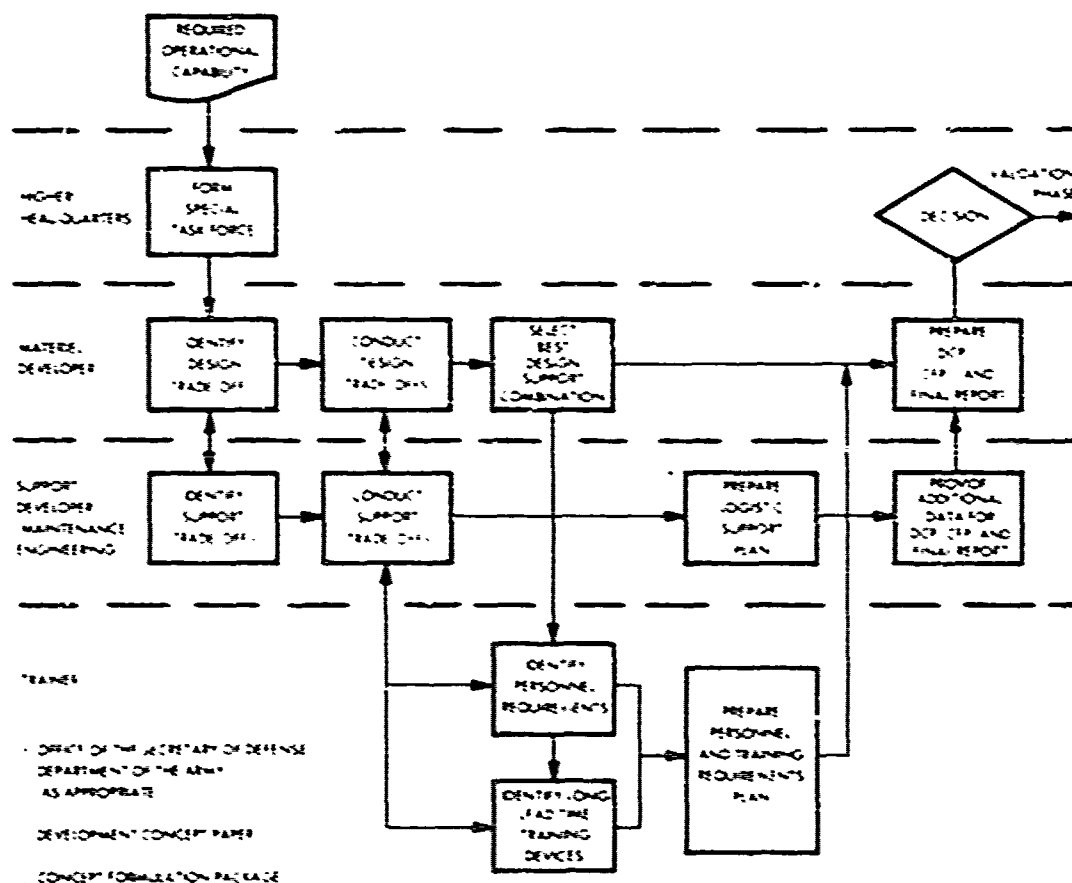 REQUIRED
OPERATIONAL
CAPABILITY
HIGHER
HEADQUARTERS
FORM
SPECIAL
TASK FORCE
DECISION
VALIDATION
PHASE
MATERIEL
DEVELOPER
IDENTIFY
DESIGN
TRADE OFF
CONDUCT
DESIGN
TRADE OFFS
SELECT
BEST
DESIGN
SUPPORT
COMBINATION
PREPARE
DCP
CFP AND
FINAL REPORT
SUPPORT
DEVELOPER
MAINTENANCE
ENGINEERING
IDENTIFY
SUPPORT
TRADE OFFS
CONDUCT
SUPPORT
TRADE OFFS
PREPARE
LOGISTIC
SUPPORT
PLAN
PROVIDE
ADDITIONAL
DATA FOR
DCP CFP AND
FINAL REPORT
TRAINER
IDENTIFY
PERSONNEL
REQUIREMENTS
IDENTIFY LONG
LEAD TIME
TRAINING
DEVICES
PREPARE
PERSONNEL
AND TRAINING
REQUIREMENTS
PLAN
OFFICE OF THE SECRETARY OF DEFENSE
DEPARTMENT OF THE ARMY
AS APPROPRIATE
DEVELOPMENT CONCEPT PAPER
CONCEPT FORMULATION PACKAGE